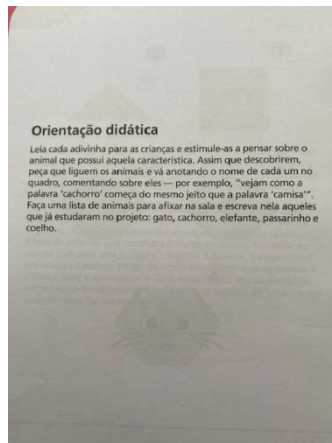 Orientação didática
Leia cada adivinha para as crianças e estimule-as a pensar sobre o
animal que possui aquela característica. Assim que descobrirem,
peça que liguem os animais e vá anotando o nome de cada um no
quadro, comentando sobre eles — por exemplo, "vejam como a
palavra 'cachorro' começa do mesmo jeito que a palavra 'camisa'".
Faça uma lista de animais para afixar na sala e escreva nela aqueles
que já estudaram no projeto: gato, cachorro, elefante, passarinho e
coelho.